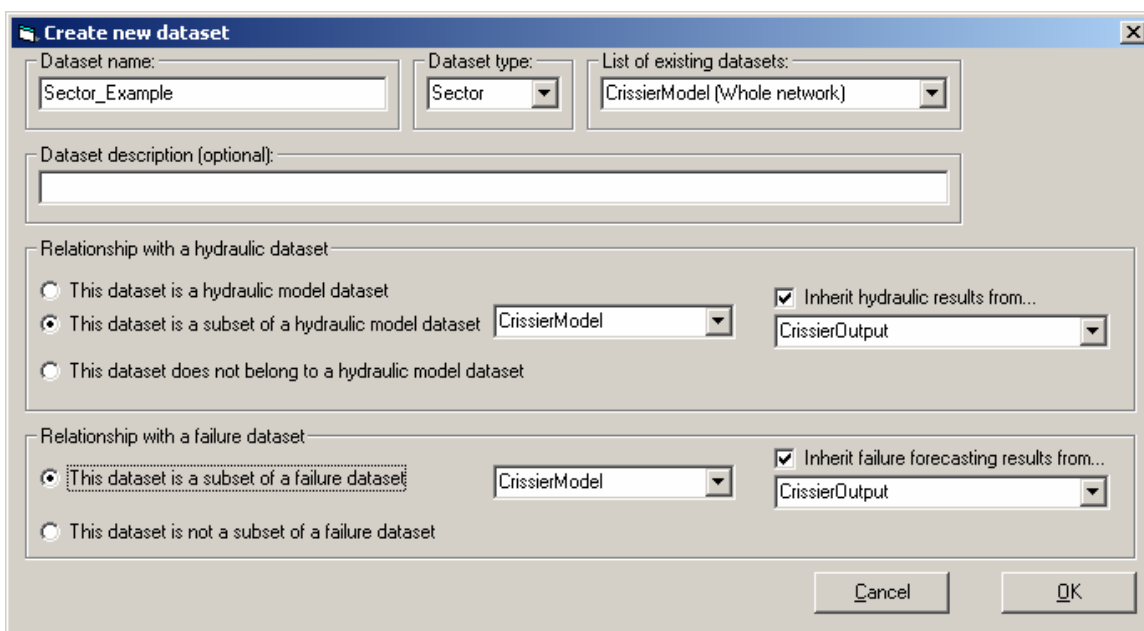 Create new dataset
Dataset name: Dataset type: List of existing datasets:
Sector_Example Sector CrissierModel (Whole network)
Dataset description (optional):
Relationship with a hydraulic dataset
This dataset is a hydraulic model dataset
Inherit hydraulic results from...
This dataset is a subset of a hydraulic model dataset CrissierModel
CrissierOutput
This dataset does not belong to a hydraulic model dataset
Relationship with a failure dataset
Inherit failure forecasting results from...
This dataset is a subset of a failure dataset CrissierModel
CrissierOutput
This dataset is not a subset of a failure dataset
Cancel OK